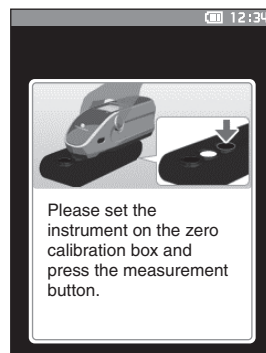 12:34
Please set the
instrument on the zero
calibration box and
press the measurement
button.